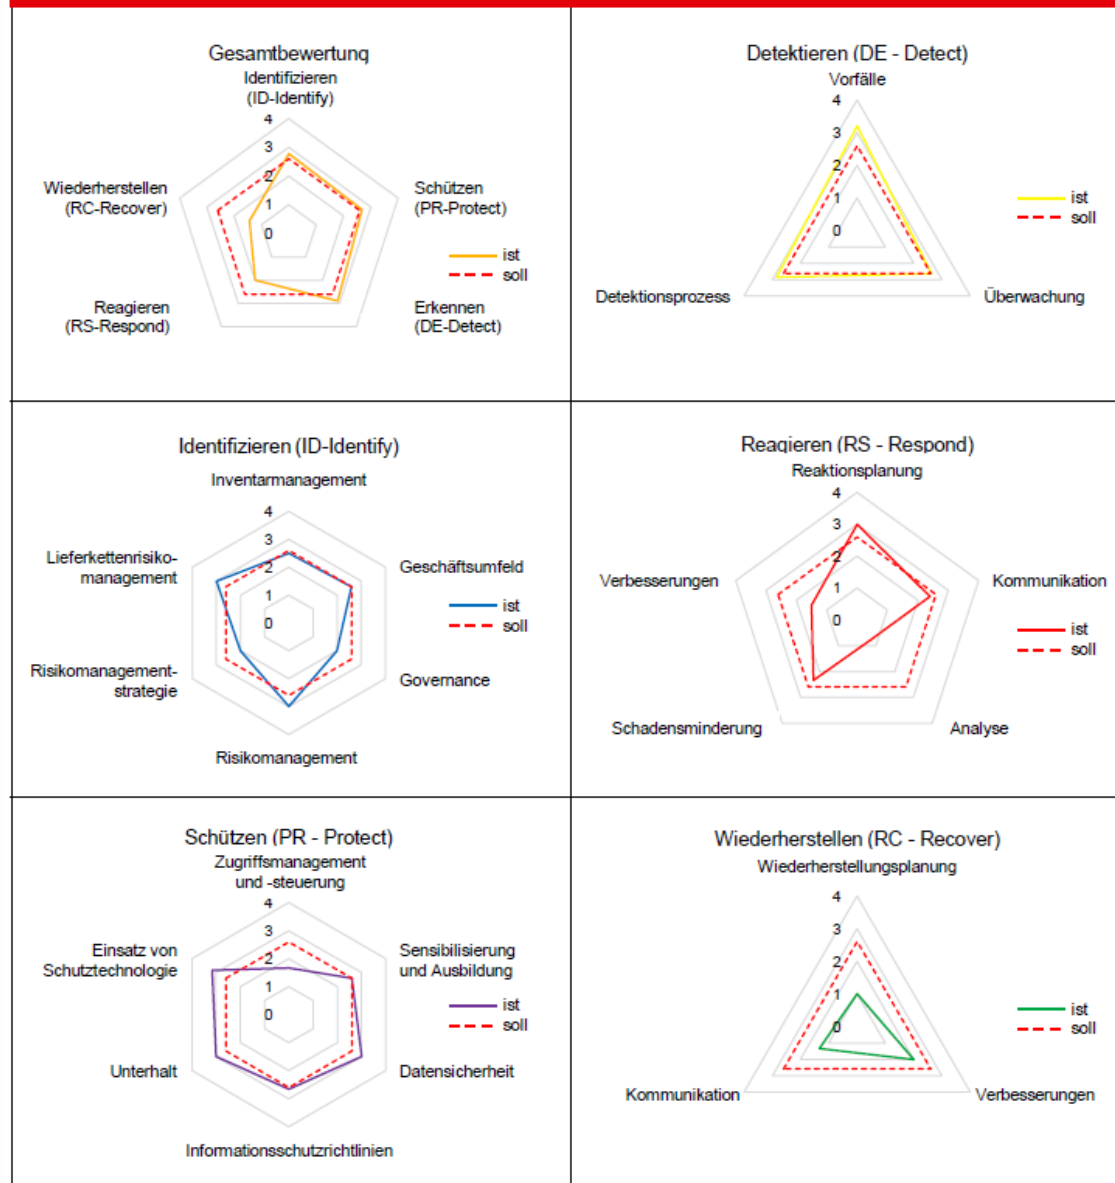 Gesamtbewertung
Identifizieren
(ID-Identify)
4
3
2
1
0
Wiederherstellen
(RC-Recover)
Schützen
(PR-Protect)
ist
soll
Reagieren
(RS-Respond)
Erkennen
(DE-Detect)
Detektieren (DE - Detect)
Vorfälle
4
3
2
1
0
ist
soll
Detektionsprozess
Überwachung
Identifizieren (ID-Identify)
Inventarmanagement
4
3
2
1
0
Lieferkettenrisiko-
management
Geschäftsumfeld
ist
soll
Risikomanagement-
strategie
Governance
Risikomanagement
Reagieren (RS - Respond)
Reaktionsplanung
4
3
2
1
0
Verbesserungen
Kommunikation
ist
soll
Schadensminderung
Analyse
Schützen (PR - Protect)
Zugriffsmanagement
und -steuerung
4
3
2
1
0
Einsatz von
Schutztechnologie
Sensibilisierung
und Ausbildung
ist
soll
Unterhalt
Datensicherheit
Informationsschutzrichtlinien
Wiederherstellen (RC - Recover)
Wiederherstellungsplanung
4
3
2
1
0
ist
soll
Kommunikation
Verbesserungen